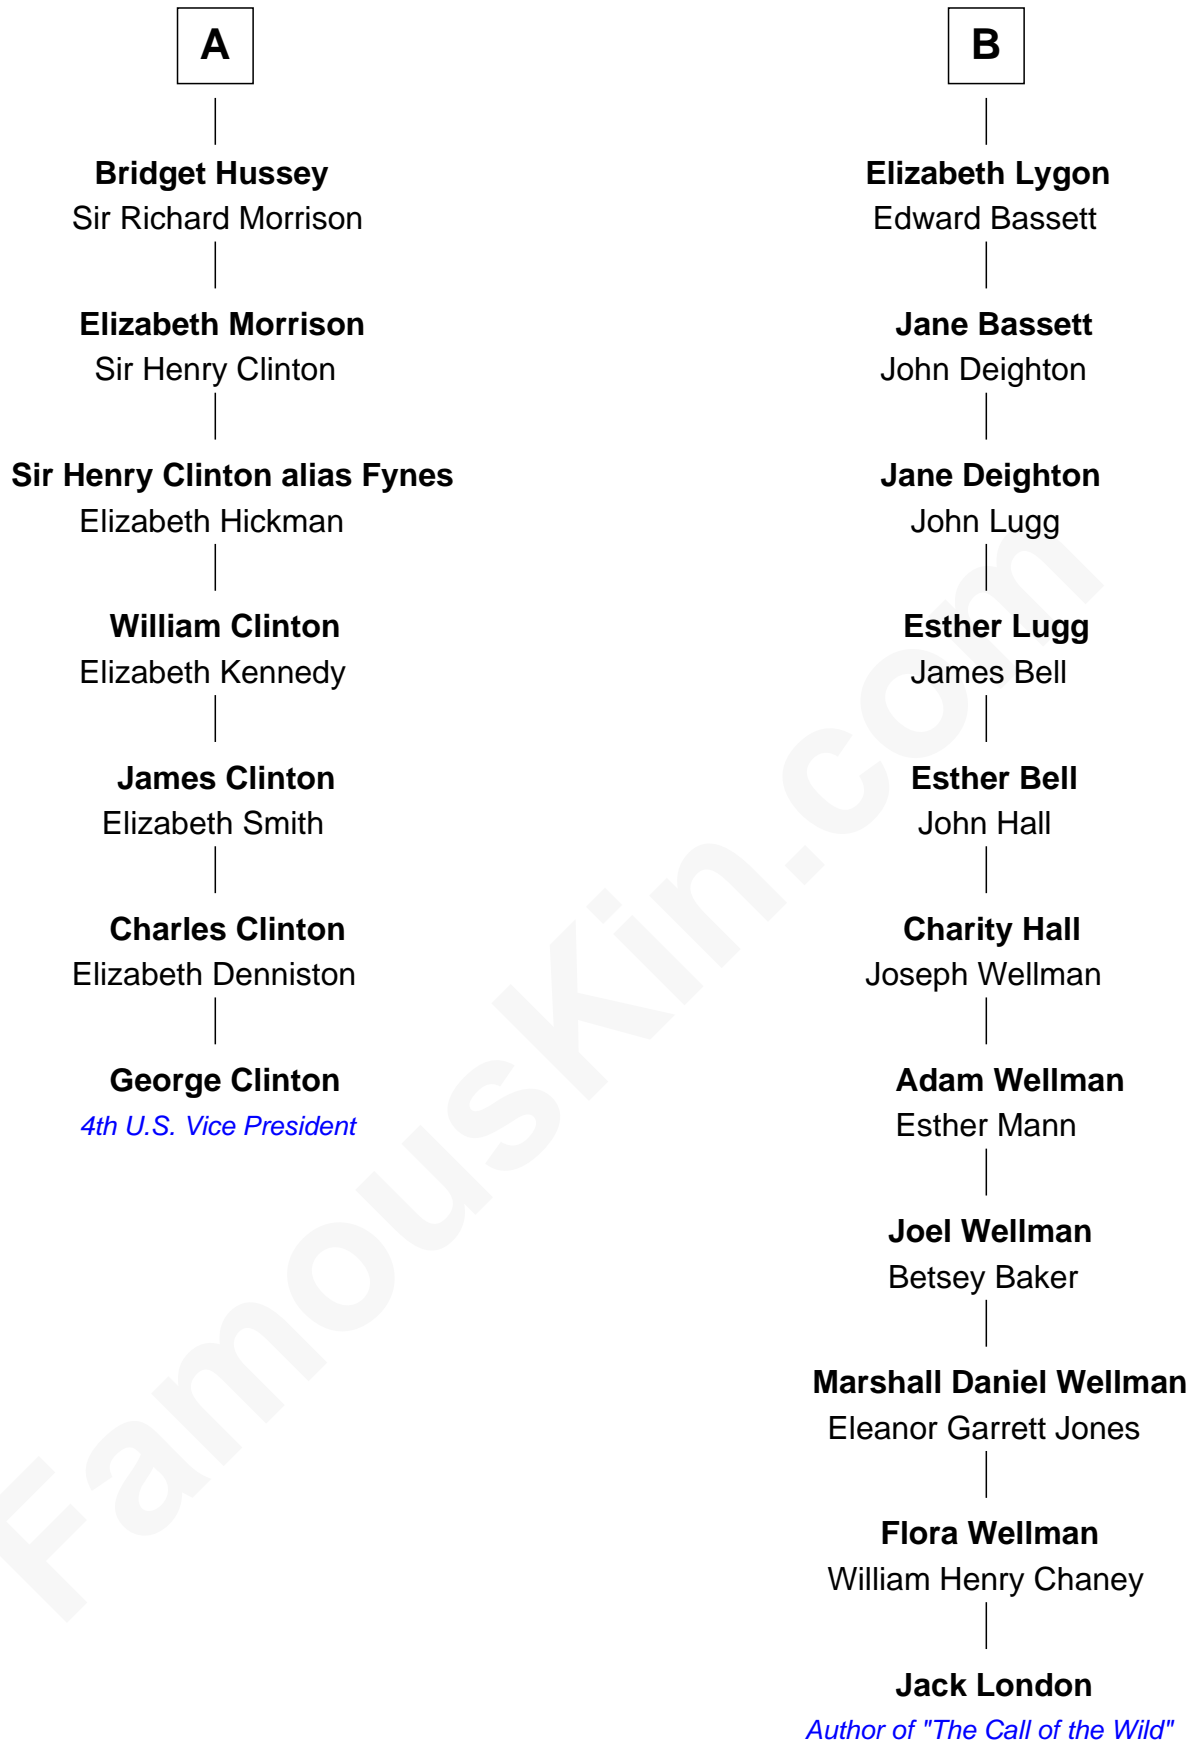 A
Bridget Hussey
Sir Richard Morrison
Elizabeth Morrison
Sir Henry Clinton
Sir Henry Clinton alias Fynes
Elizabeth Hickman
William Clinton
Elizabeth Kennedy
James Clinton
Elizabeth Smith
Charles Clinton
Elizabeth Denniston
George Clinton
4th U.S. Vice President
B
Elizabeth Lygon
Edward Bassett
Jane Bassett
John Deighton
Jane Deighton
John Lugg
Esther Lugg
James Bell
Esther Bell
John Hall
Charity Hall
Joseph Wellman
Adam Wellman
Esther Mann
Joel Wellman
Betsey Baker
Marshall Daniel Wellman
Eleanor Garrett Jones
Flora Wellman
William Henry Chaney
Jack London
Author of "The Call of the Wild"
FamousKin.com